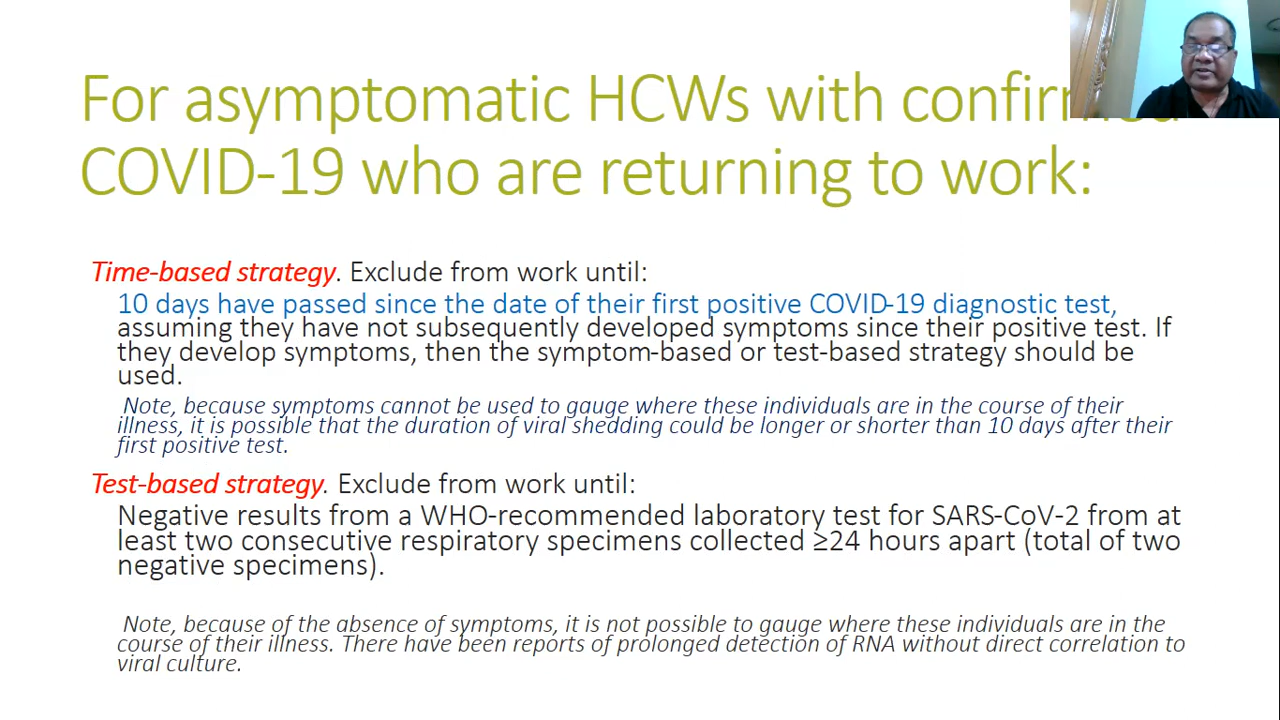 For asymptomatic HCWs with
COVID-19 who are returning to work:
Time-based strategy. Exclude from work until:
10 days have passed since the date of their first positive COVID-19 diagnostic test,
assuming they have not subsequently developed symptoms since their positive test. If
they develop symptoms, then the symptom-based or test-based strategy should be
used.
Note, because symptoms cannot be used to gauge where these individuals are in the course of their
illness, it is possible that the duration of viral shedding could be longer or shorter than 10 days after their
first positive test.
Test-based strategy. Exclude from work until:
Negative results from a WHO-recommended laboratory test for SARS-CoV-2 from at
least two consecutive respiratory specimens collected ≥24 hours apart (total of two
negative specimens).
Note, because of the absence of symptoms, it is not possible to gauge where these individuals are in the
course of their illness. There have been reports of prolonged detection of RNA without direct correlation to
viral culture.